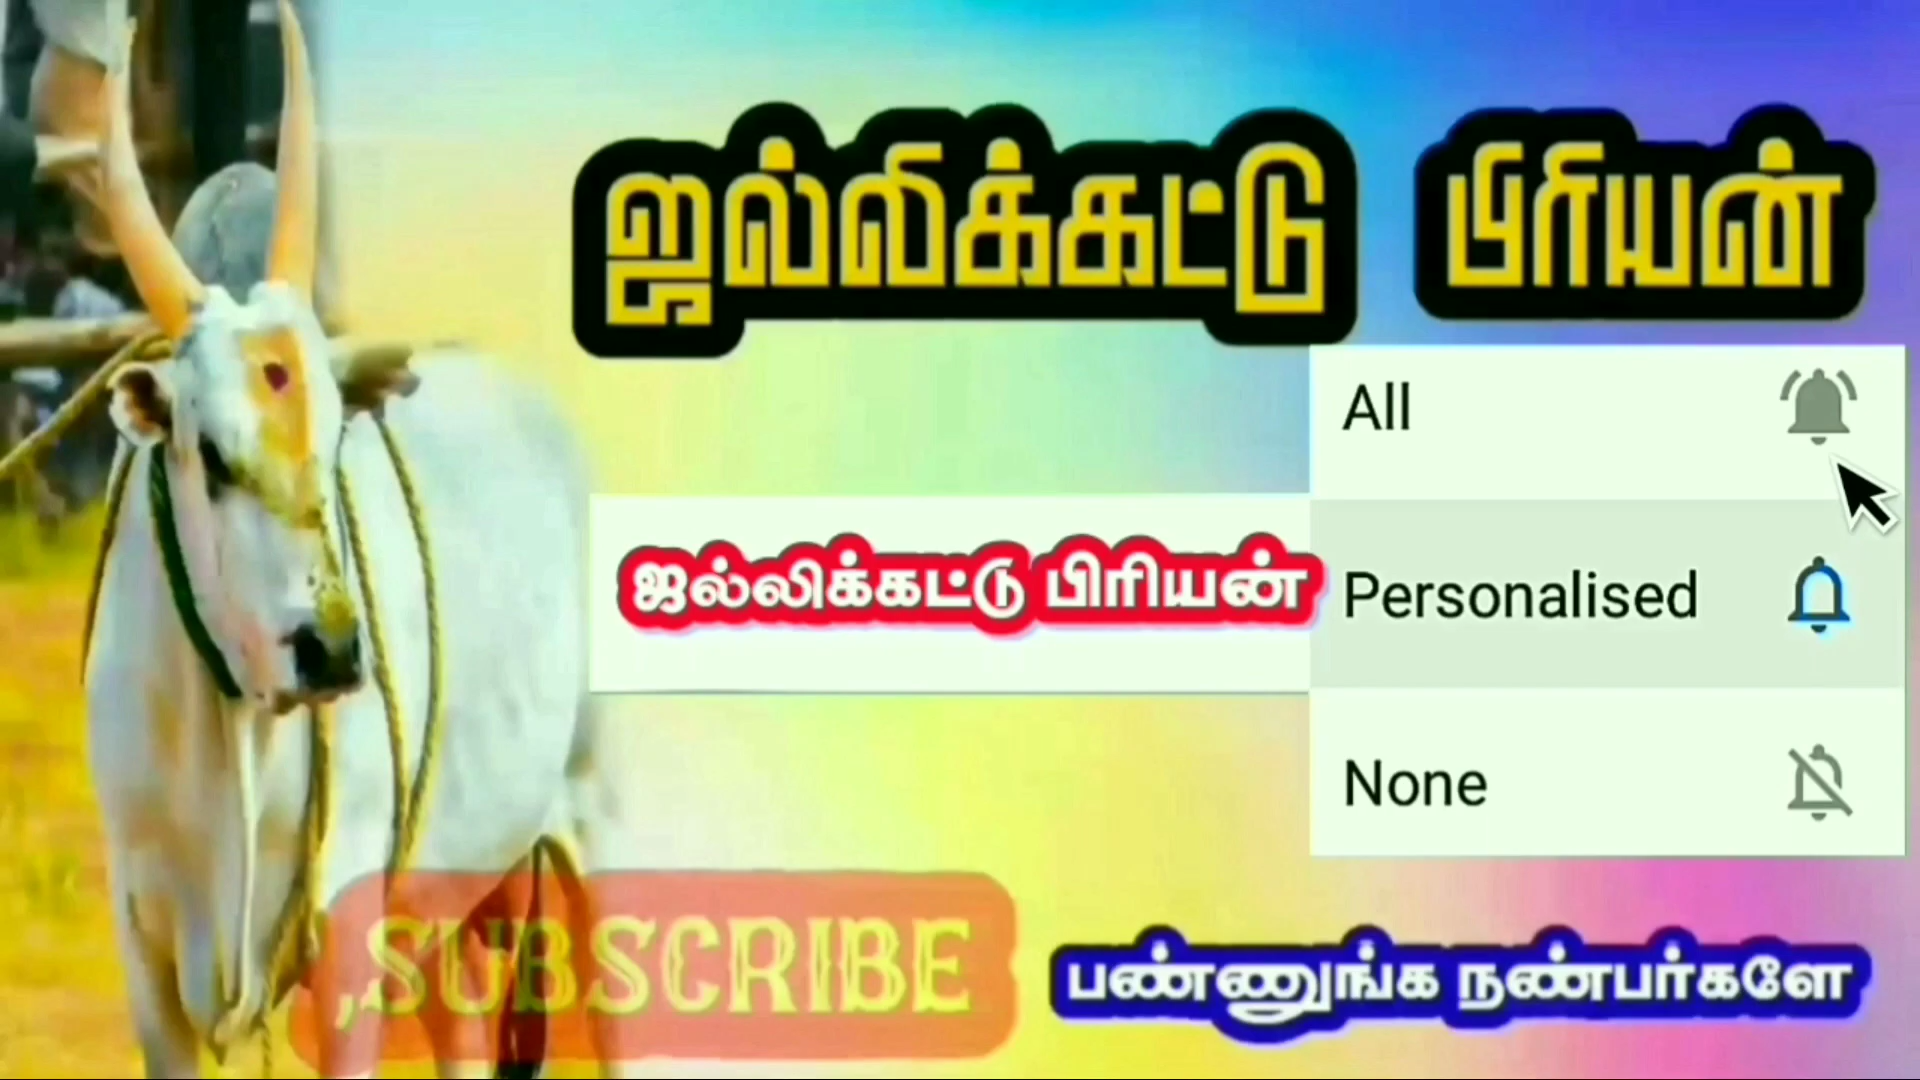 ஜல்லிக்கட்டு பிரியன்
All
ஜல்லிக்கட்டு பிரியன்
Personalised
None
,SUBSCRIBE பண்ணுங்க நண்பர்களே